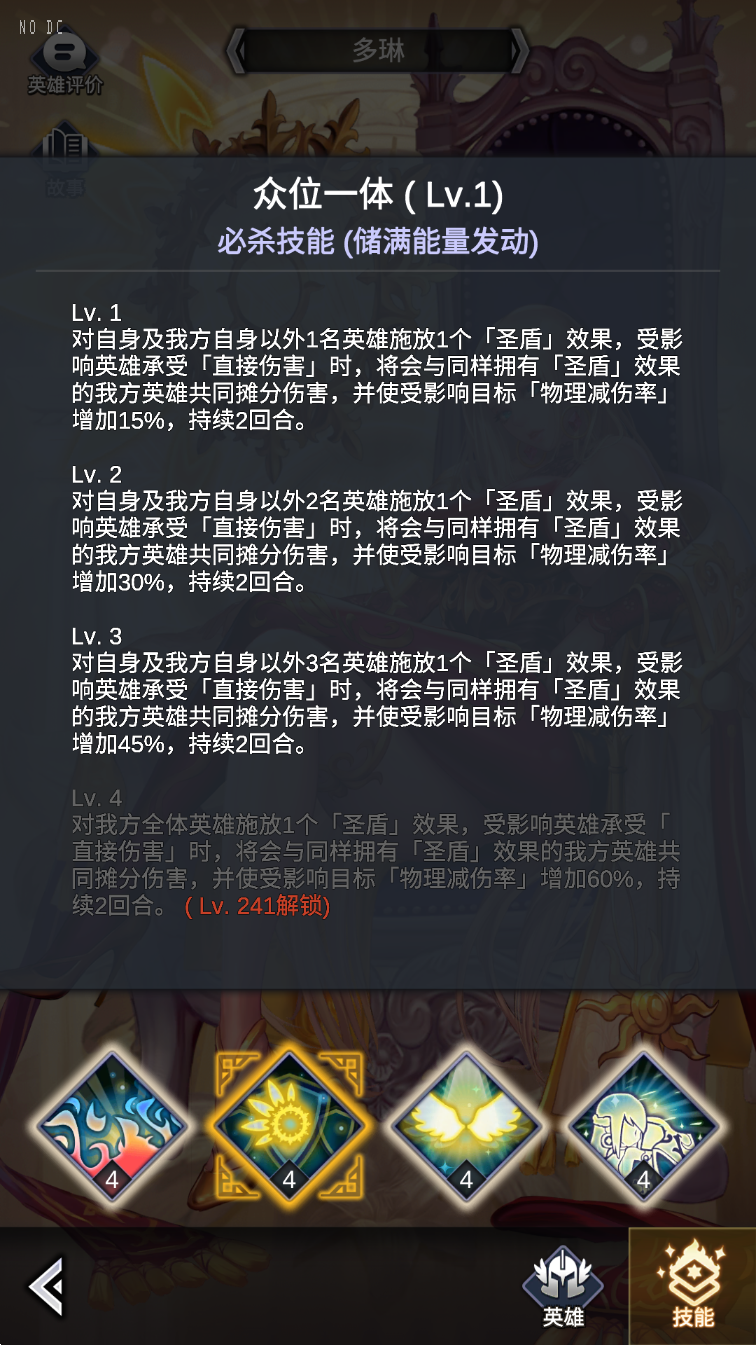 NO DC
多琳
英雄评价
故事
众位一体 ( Lv.1)
必杀技能 (储满能量发动)
Lv. 1
对自身及我方自身以外1名英雄施放1个「圣盾」效果，受影
响英雄承受「直接伤害」时，将会与同样拥有「圣盾」效果
的我方英雄共同摊分伤害，并使受影响目标「物理减伤率」
增加15%，持续2回合。
Lv. 2
对自身及我方自身以外2名英雄施放1个「圣盾」效果，受影
响英雄承受「直接伤害」时，将会与同样拥有「圣盾」效果
的我方英雄共同摊分伤害，并使受影响目标「物理减伤率」
增加30%，持续2回合。
Lv. 3
对自身及我方自身以外3名英雄施放1个「圣盾」效果，受影
响英雄承受「直接伤害」时，将会与同样拥有「圣盾」效果
的我方英雄共同摊分伤害，并使受影响目标「物理减伤率」
增加45%，持续2回合。
Lv. 4
对我方全体英雄施放1个「圣盾」效果，受影响英雄承受「
直接伤害」时，将会与同样拥有「圣盾」效果的我方英雄共
同摊分伤害，并使受影响目标「物理减伤率」增加60%，持
续2回合。 ( Lv. 241解锁)
4 4 4 4
英雄 技能